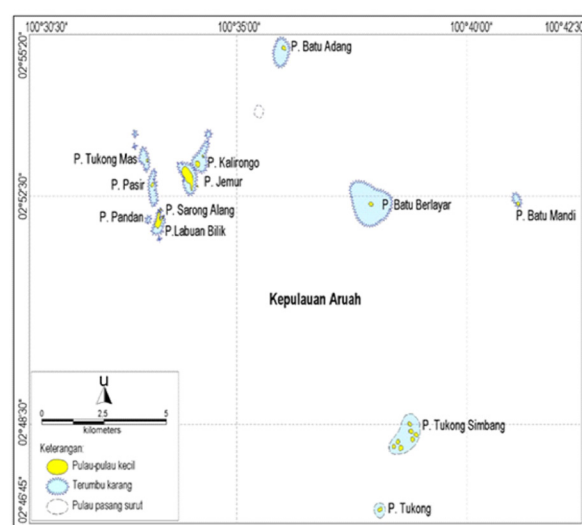 100°30'30"
100°35'00"
100°40'00"
100°42'30"
02°55'20"
P. Batu Adang
P. Tukong Mas
P. Kalirongo
P. Pasir
P. Jemur
02°52'30"
P. Pandan
P. Sarong Alang
P.Labuan Bilik
P. Batu Berlayar
P. Batu Mandi
Kepulauan Aruah
U
0 2.5 5
kilometers
Keterangan:
Pulau-pulau kecil
Terumbu karang
Pulau pasang surut
02°48'30"
P. Tukong Simbang
02°46'45"
P. Tukong